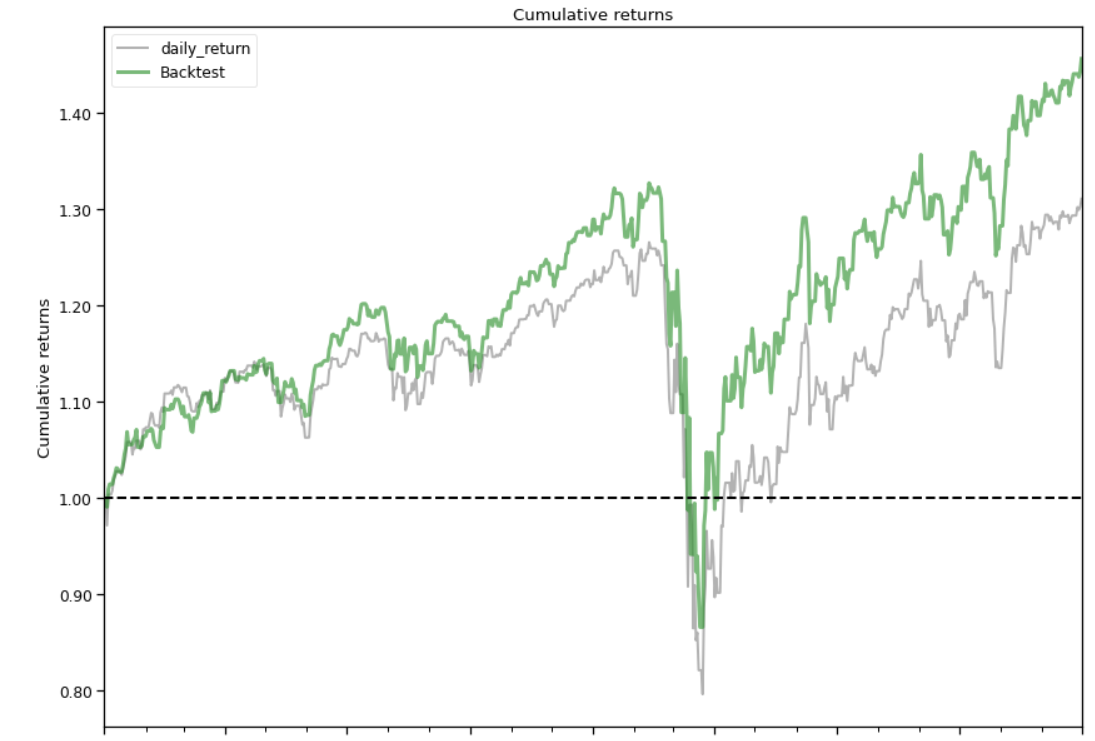 Cumulative returns
daily_return
Backtest
1.40
1.30
1.20
1.10
1.00
0.90
0.80
Cumulative returns